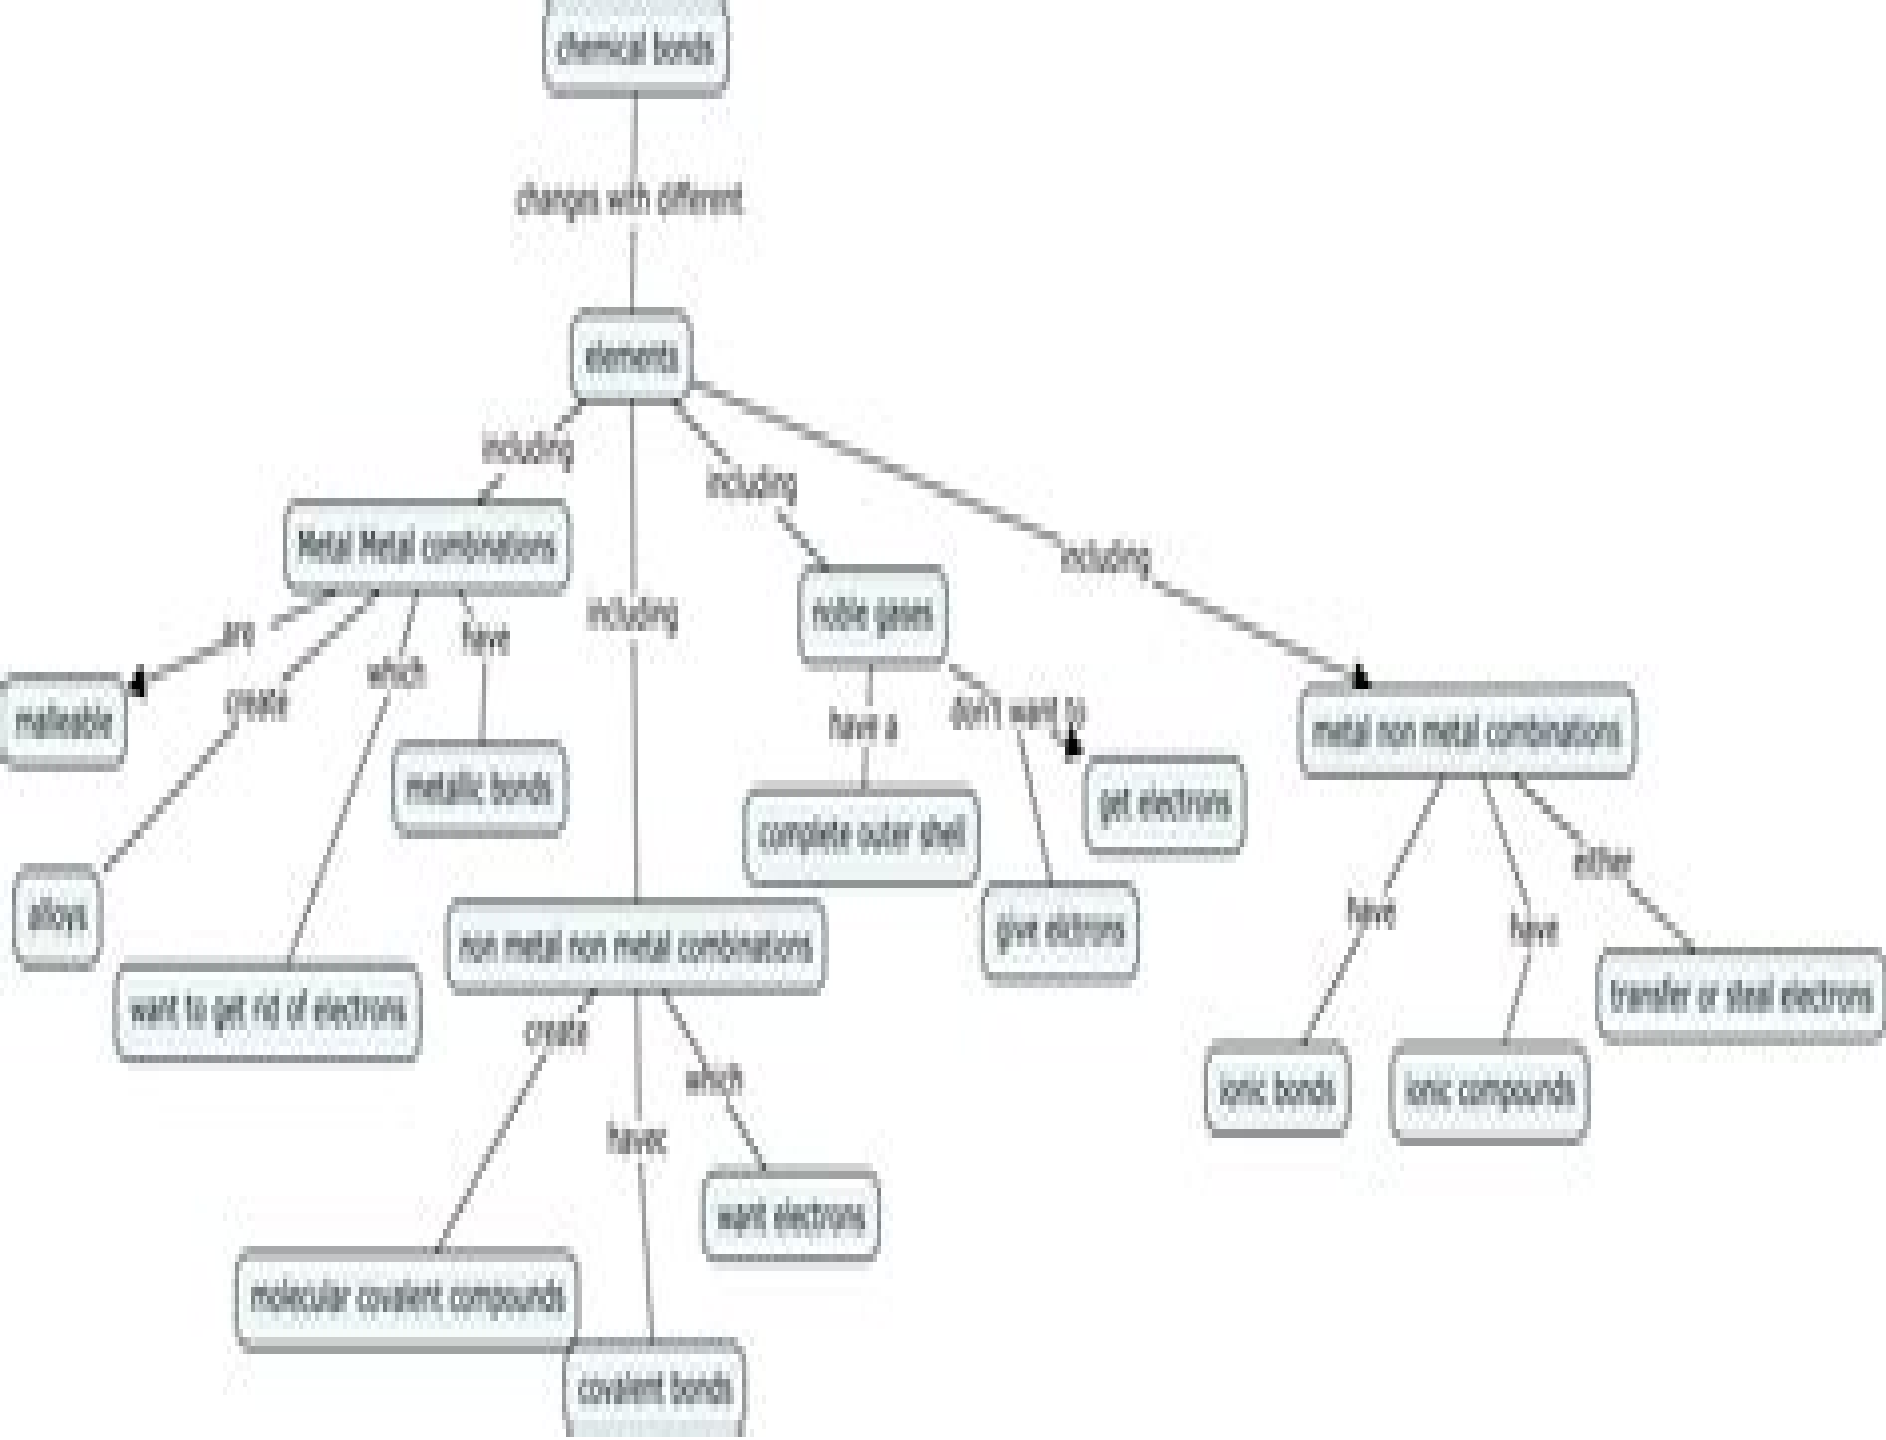 chemical bonds
changes with different
elements
including
including
including
including
Metal Metal combinations
noble gases
metal non metal combinations
are
create
which
have
malleable
alloys
want to get rid of electrons
metallic bonds
have a
don't want to
complete outer shell
get electrons
give elctrons
have
have
either
ionic bonds
ionic compounds
transfer or steal electrons
non metal non metal combinations
create
which
want electrons
molecular covalent compounds
covalent bonds